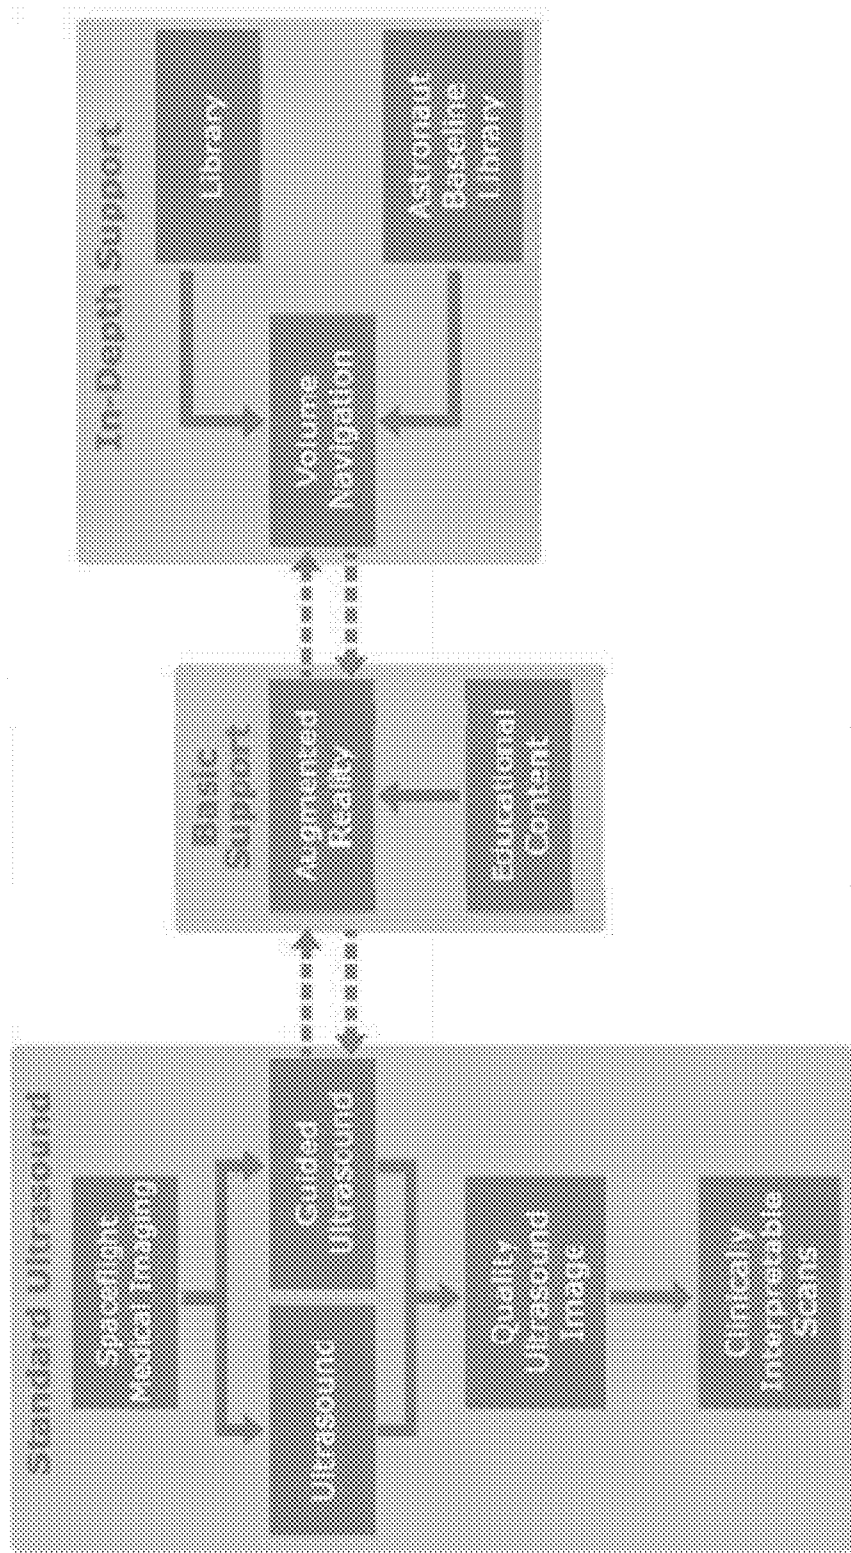 Standard Ultrasound
Spaceflight
Medical Imaging
Ultrasound
Guided
Ultrasound
Quality
Ultrasound
Image
Clinically
Interpretable
Scans
Basic
Support
Augmented
Reality
Educational
Content
In-Depth Support
Volume
Navigation
Library
Astronaut
Baseline
Library